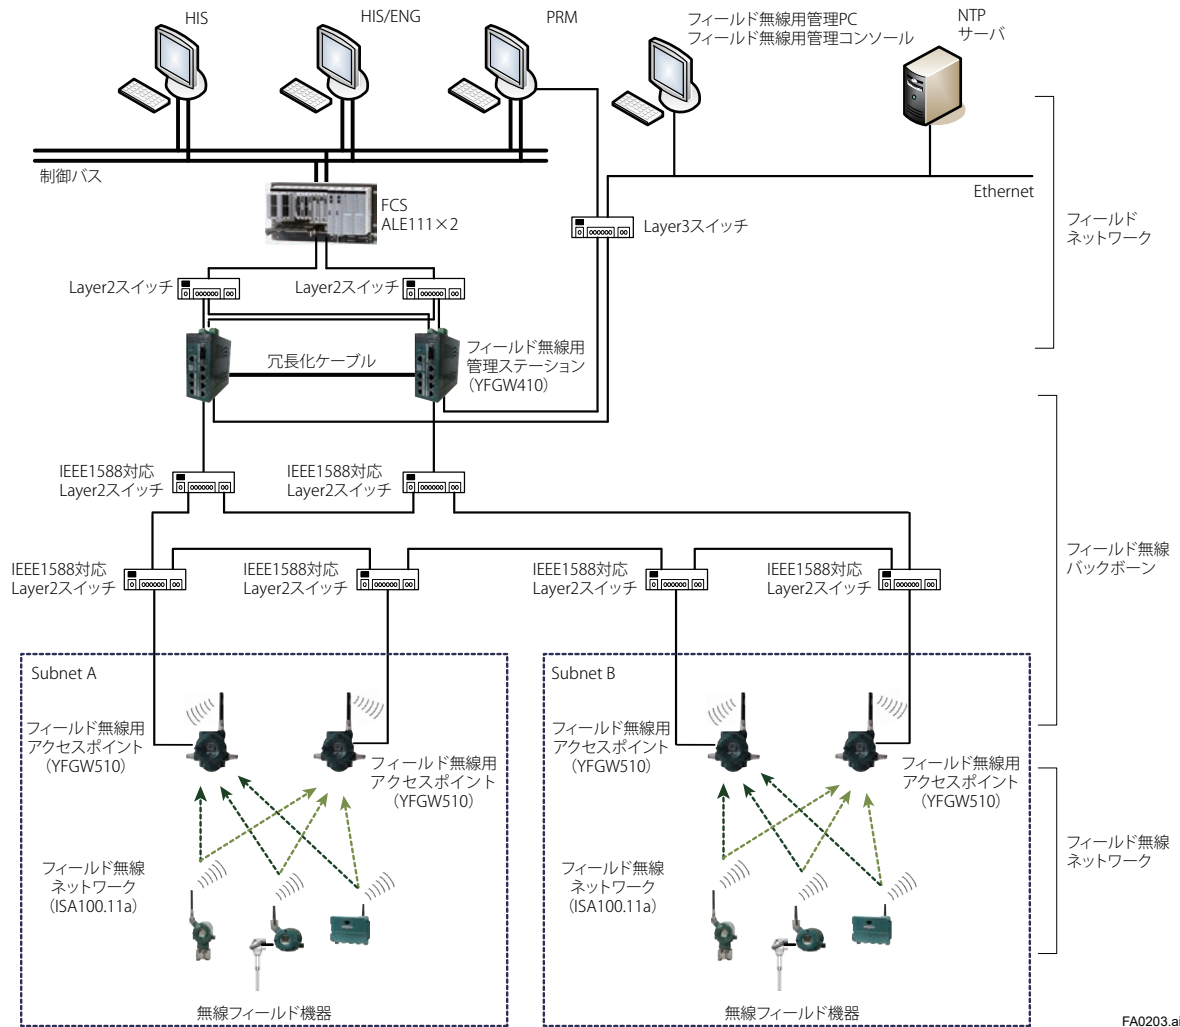 HIS
HIS/ENG
PRM
フィールド無線用管理PC
フィールド無線用管理コンソール
NTP
サーバ
制御バス
Ethernet
FCS
ALE111×2
Layer3スイッチ
フィールド
ネットワーク
Layer2スイッチ
Layer2スイッチ
冗長化ケーブル
フィールド無線用
管理ステーション
(YFGW410)
IEEE1588対応
Layer2スイッチ
IEEE1588対応
Layer2スイッチ
IEEE1588対応
Layer2スイッチ
IEEE1588対応
Layer2スイッチ
IEEE1588対応
Layer2スイッチ
IEEE1588対応
Layer2スイッチ
フィールド無線
バックボーン
Subnet A
フィールド無線用
アクセスポイント
(YFGW510)
フィールド無線用
アクセスポイント
(YFGW510)
フィールド無線
ネットワーク
(ISA100.11a)
無線フィールド機器
Subnet B
フィールド無線用
アクセスポイント
(YFGW510)
フィールド無線用
アクセスポイント
(YFGW510)
フィールド無線
ネットワーク
(ISA100.11a)
無線フィールド機器
フィールド無線
ネットワーク
FA0203.ai